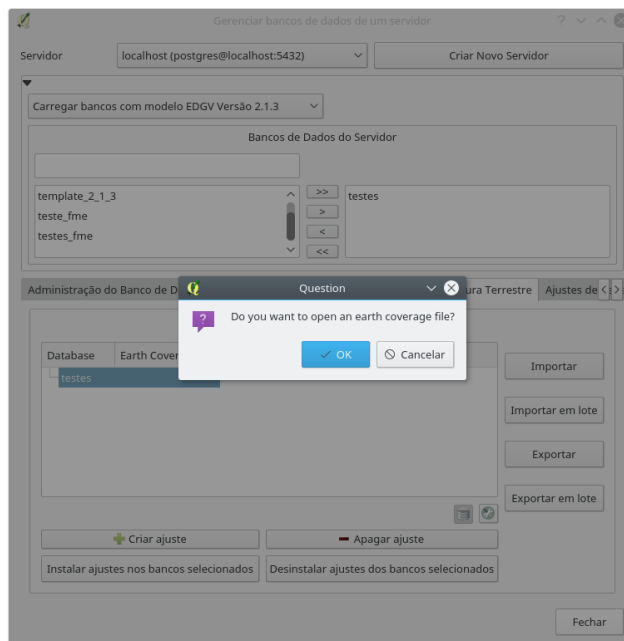 Gerenciar bancos de dados de um servidor
Servidor
localhost (postgres@localhost:5432)
Criar Novo Servidor
Carregar bancos com modelo EDGV Versão 2.1.3
Bancos de Dados do Servidor
template_2_1_3
teste_fme
testes_fme
>>
>
<
<<
testes
Administração do Banco de D
ura Terrestre
Ajustes de
Question
Do you want to open an earth coverage file?
OK
Cancelar
Database
Earth Cover
testes
Importar
Importar em lote
Exportar
Exportar em lote
Criar ajuste
Apagar ajuste
Instalar ajustes nos bancos selecionados
Desinstalar ajustes dos bancos selecionados
Fechar